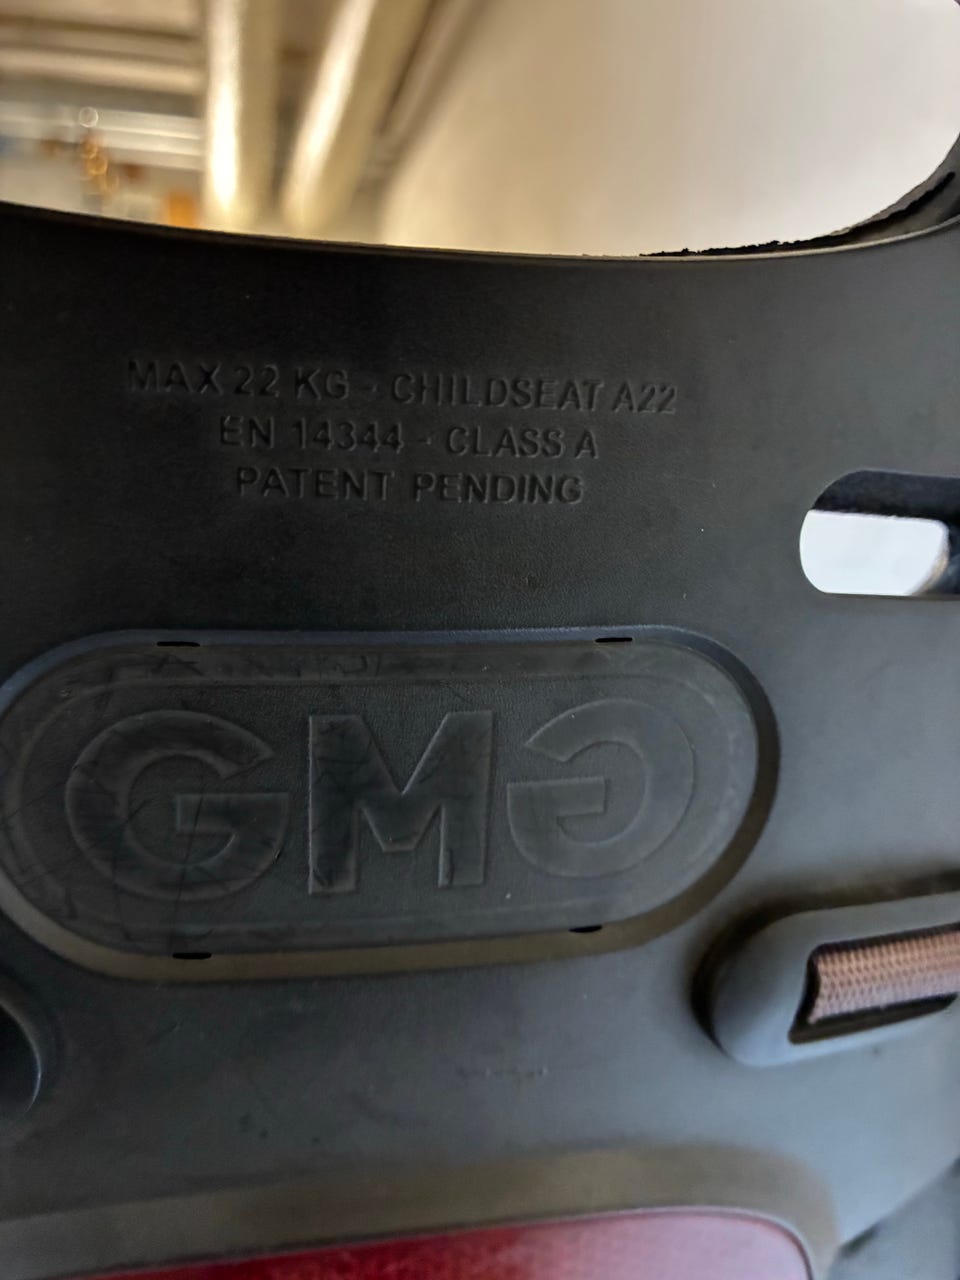 MAX 22 KG - CHILDSEAT A22
EN 14344 - CLASS A
PATENT PENDING
GMG